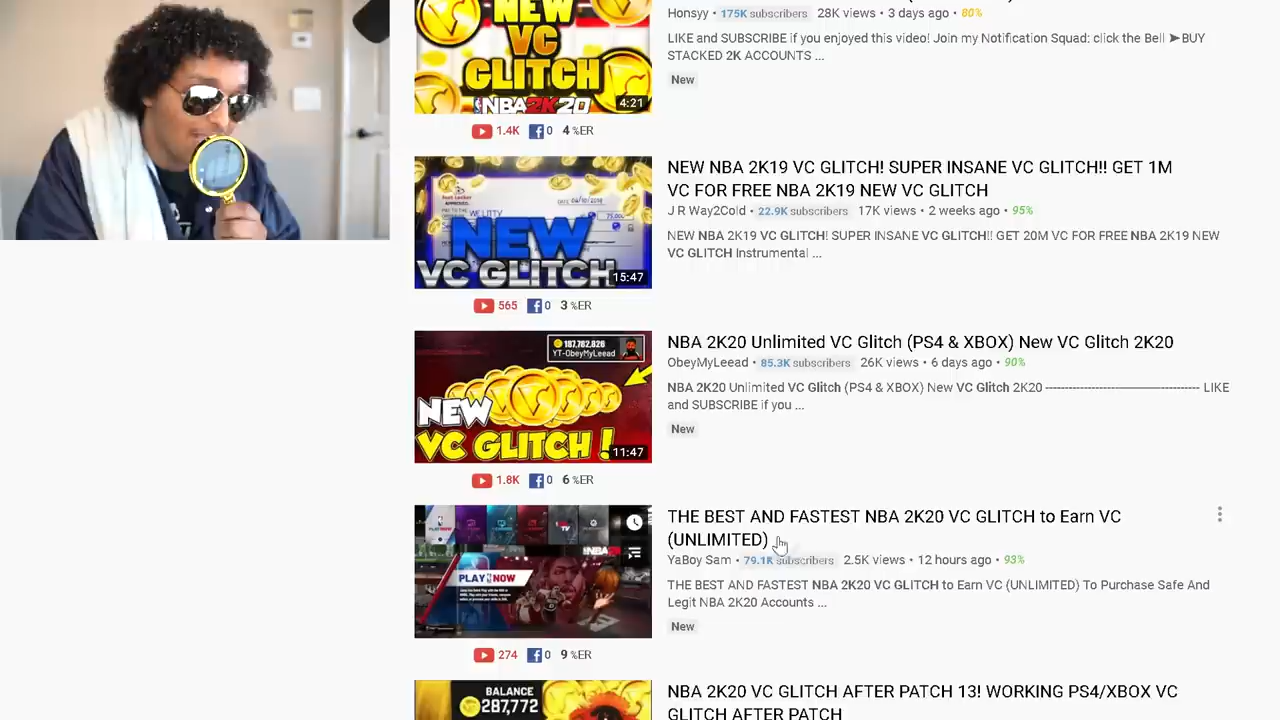 Honsyy • 175K subscribers 28K views • 3 days ago • 80%
LIKE and SUBSCRIBE if you enjoyed this video! Join my Notification Squad: click the Bell ➤BUY
STACKED 2K ACCOUNTS ...
New
NEW
VC
GLITCH
NBA2K20
4:21
1.4K 0 4 %ER
NEW NBA 2K19 VC GLITCH! SUPER INSANE VC GLITCH!! GET 1M
VC FOR FREE NBA 2K19 NEW VC GLITCH
J R Way2Cold • 22.9K subscribers 17K views • 2 weeks ago • 95%
NEW NBA 2K19 VC GLITCH! SUPER INSANE VC GLITCH!! GET 20M VC FOR FREE NBA 2K19 NEW
VC GLITCH Instrumental ...
Foot Locker
APPROVED.
WE LITTY
75,000
NEW
VC GLITCH
15:47
565 0 3 %ER
NBA 2K20 Unlimited VC Glitch (PS4 & XBOX) New VC Glitch 2K20
ObeyMyLeead • 85.3K subscribers 26K views • 6 days ago • 90%
NBA 2K20 Unlimited VC Glitch (PS4 & XBOX) New VC Glitch 2K20 ---------------------------------------- LIKE
and SUBSCRIBE if you ...
New
187,782,826
YT-ObeyMyLeead
NEW
VC GLITCH !
11:47
1.8K 0 6 %ER
THE BEST AND FASTEST NBA 2K20 VC GLITCH to Earn VC
(UNLIMITED)
YaBoy Sam • 79.1K subscribers 2.5K views • 12 hours ago • 93%
THE BEST AND FASTEST NBA 2K20 VC GLITCH to Earn VC (UNLIMITED) To Purchase Safe And
Legit NBA 2K20 Accounts ...
New
PLAY NOW
274 0 9 %ER
NBA 2K20 VC GLITCH AFTER PATCH 13! WORKING PS4/XBOX VC
GLITCH AFTER PATCH
BALANCE
287,772